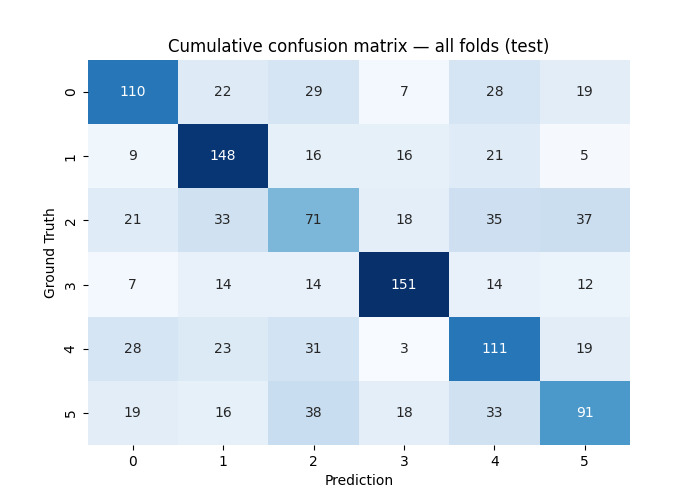 Cumulative confusion matrix — all folds (test)
0 110 22 29 7 28 19
1 9 148 16 16 21 5
2 21 33 71 18 35 37
Ground Truth
3 7 14 14 151 14 12
4 28 23 31 3 111 19
5 19 16 38 18 33 91
0 1 2 3 4 5
Prediction